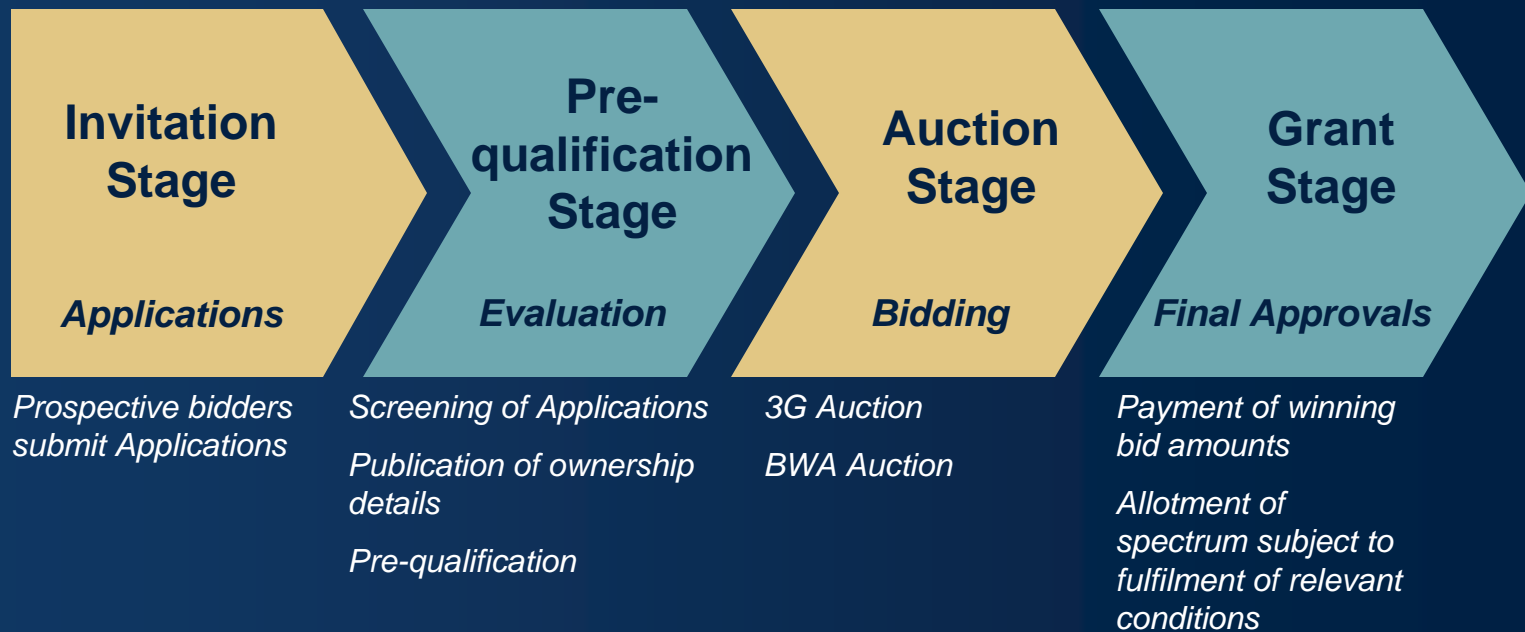 Invitation
Stage
Applications
Pre-
qualification
Stage
Evaluation
Auction
Stage
Bidding
Grant
Stage
Final Approvals
Prospective bidders
submit Applications
Screening of Applications
Publication of ownership
details
Pre-qualification
3G Auction
BWA Auction
Payment of winning
bid amounts
Allotment of
spectrum subject to
fulfilment of relevant
conditions